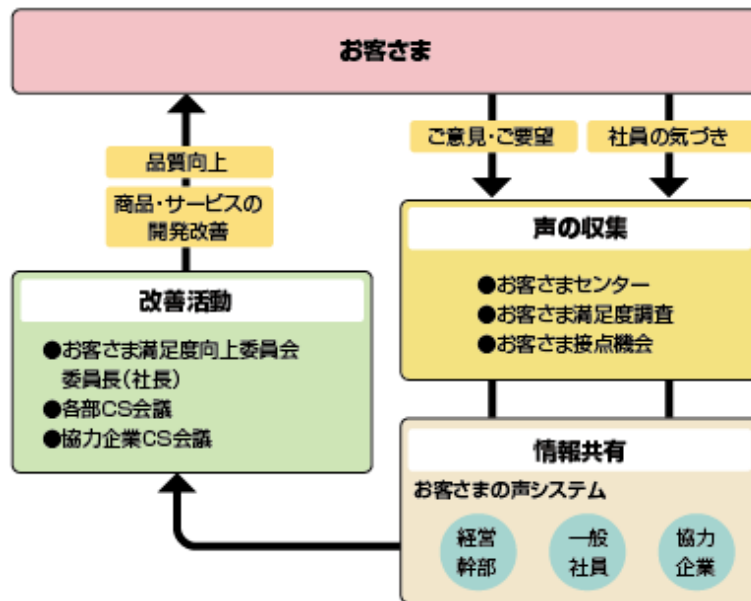 お客さま
品質向上
商品・サービスの
開発改善
ご意見・ご要望
社員の気づき
声の収集
●お客さまセンター
●お客さま満足度調査
●お客さま接点機会
改善活動
●お客さま満足度向上委員会
委員長(社長)
●各部CS会議
●協力企業CS会議
情報共有
お客さまの声システム
経営
幹部
一般
社員
協力
企業